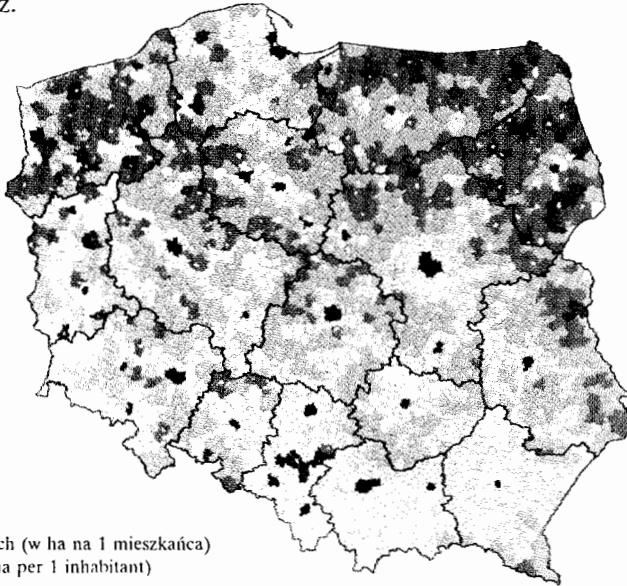 z.
ch (w ha na 1 mieszkańca)
a per 1 inhabitant)